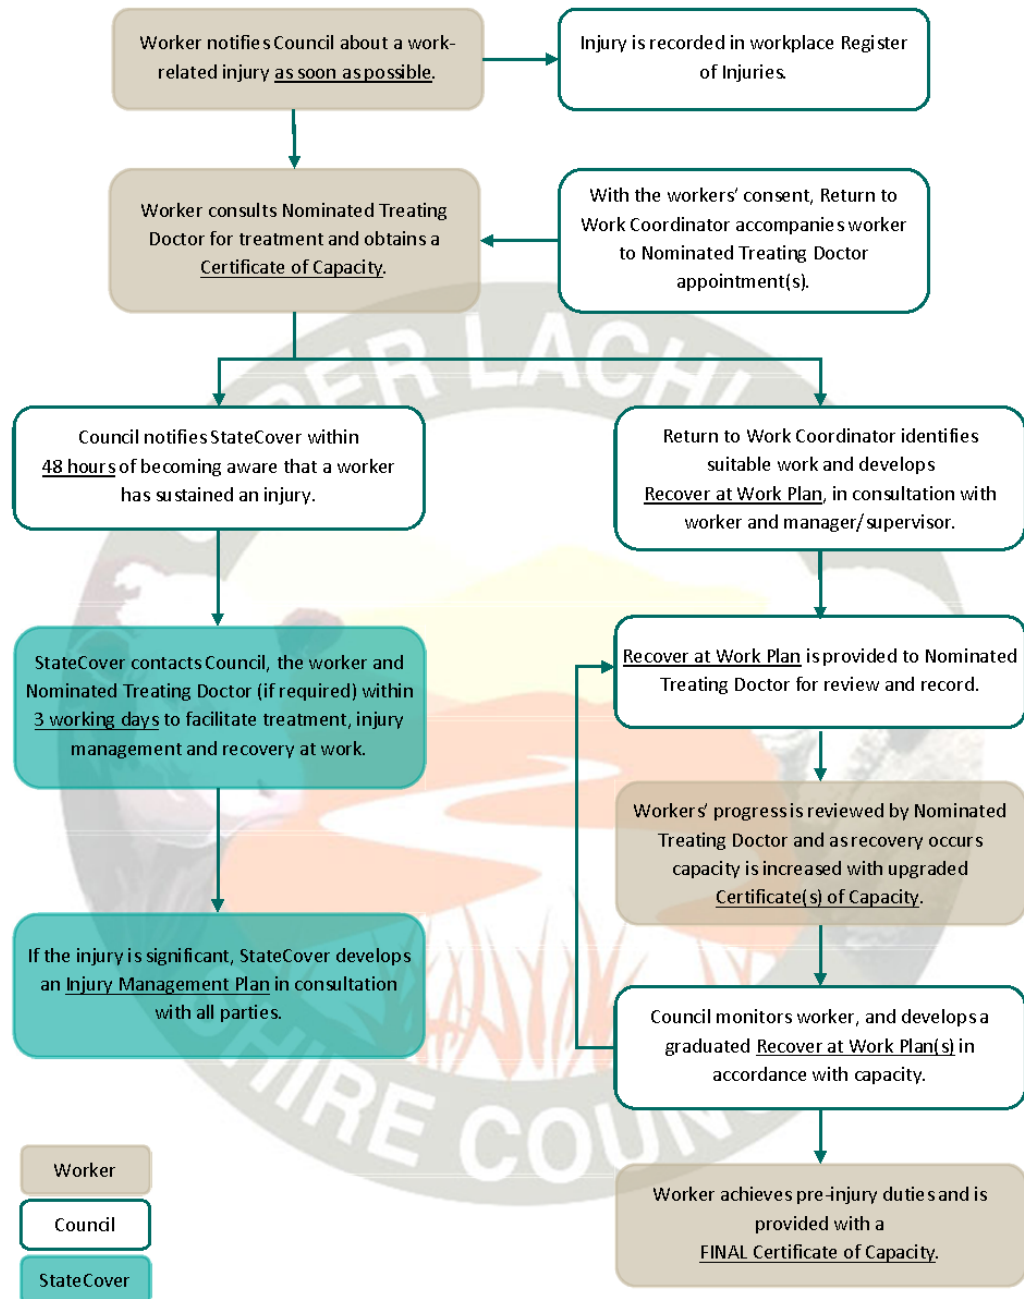 Worker notifies Council about a work-
related injury as soon as possible.
Injury is recorded in workplace Register
of Injuries.
Worker consults Nominated Treating
Doctor for treatment and obtains a
Certificate of Capacity.
With the workers' consent, Return to
Work Coordinator accompanies worker
to Nominated Treating Doctor
appointment(s).
Council notifies StateCover within
48 hours of becoming aware that a worker
has sustained an injury.
Return to Work Coordinator identifies
suitable work and develops
Recover at Work Plan, in consultation with
worker and manager/supervisor.
StateCover contacts Council, the worker and
Nominated Treating Doctor (if required) within
3 working days to facilitate treatment, injury
management and recovery at work.
Recover at Work Plan is provided to Nominated
Treating Doctor for review and record.
Workers' progress is reviewed by Nominated
Treating Doctor and as recovery occurs
capacity is increased with upgraded
Certificate(s) of Capacity.
If the injury is significant, StateCover develops
an Injury Management Plan in consultation
with all parties.
Council monitors worker, and develops a
graduated Recover at Work Plan(s) in
accordance with capacity.
Worker achieves pre-injury duties and is
provided with a
FINAL Certificate of Capacity.
Worker
Council
StateCover